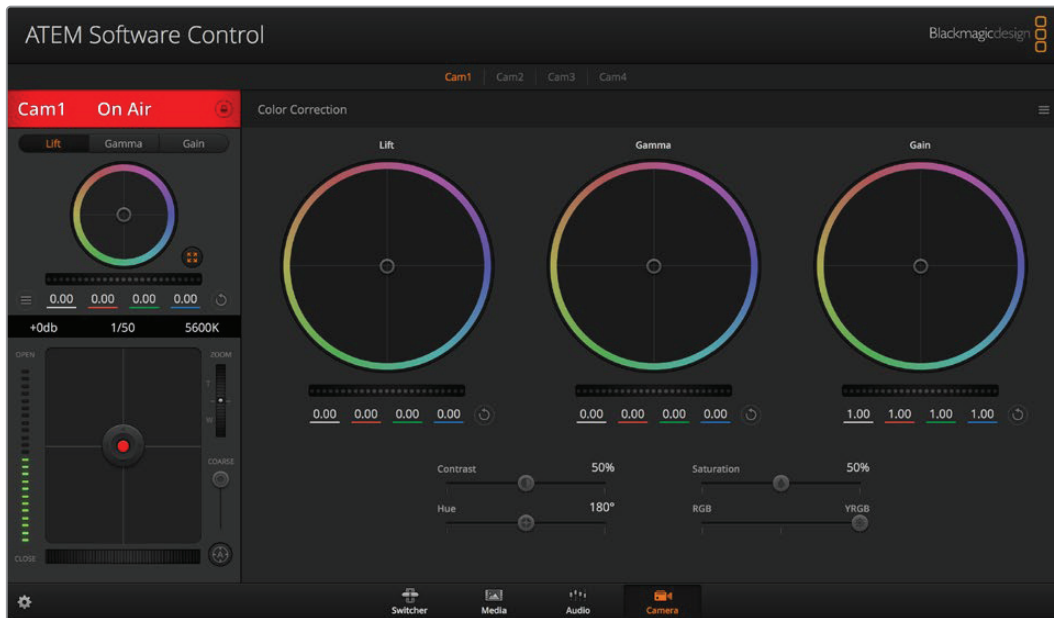 ATEM Software Control
Blackmagicdesign
Cam1 Cam2 Cam3 Cam4
Cam1 On Air
Lift Gamma Gain
0.00 0.00 0.00 0.00
+0db 1/50 5600K
OPEN
ZOOM
T
W
COARSE
CLOSE
A
Color Correction
Lift Gamma Gain
0.00 0.00 0.00 0.00 0.00 0.00 0.00 0.00 1.00 1.00 1.00 1.00
Contrast 50% Saturation 50%
Hue 180° RGB YRGB
Switcher Media Audio Camera